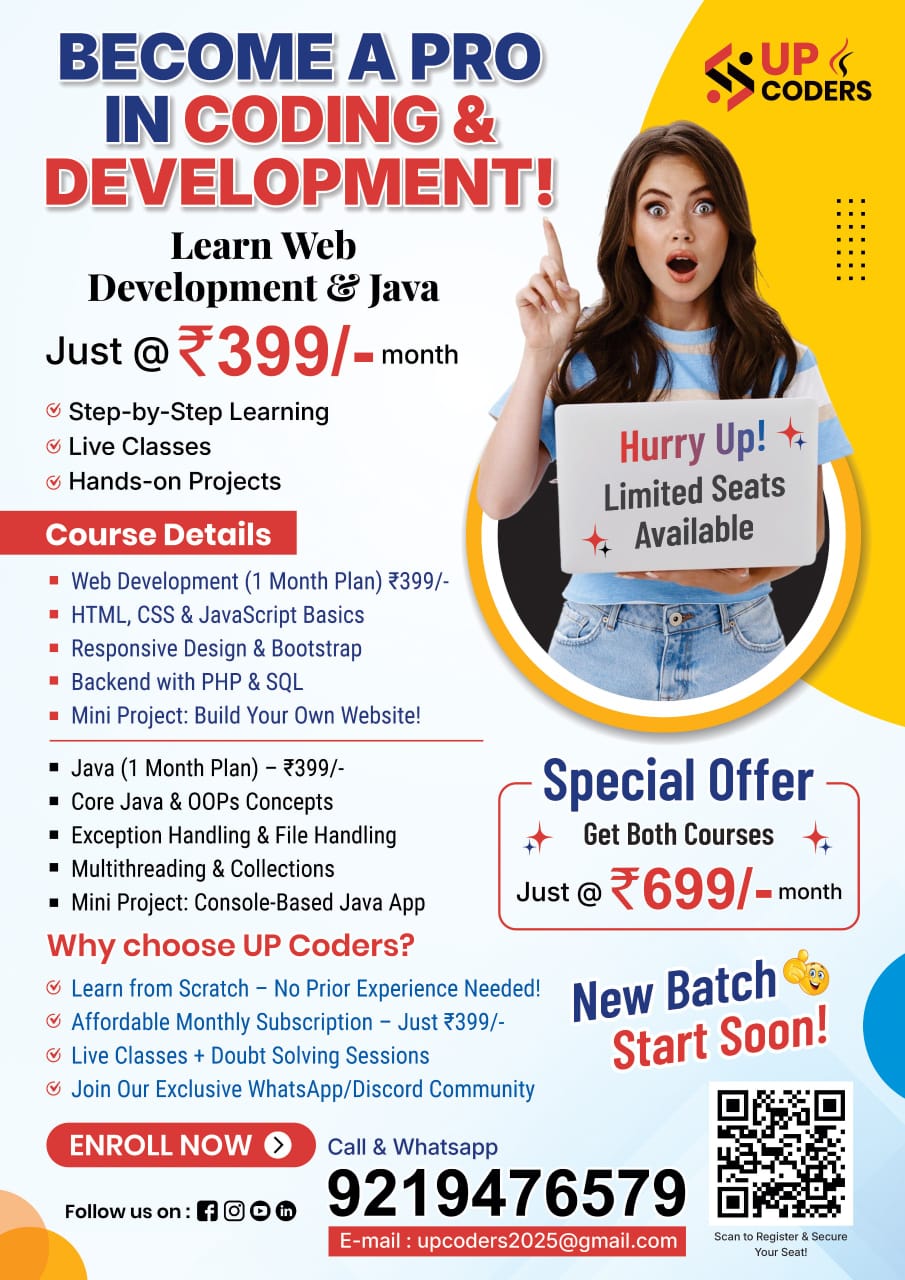 BECOME A PRO
IN CODING &
DEVELOPMENT!
UP
CODERS
Learn Web
Development & Java
Just @ ₹399/- month
Step-by-Step Learning
Live Classes
Hands-on Projects
Hurry Up!
Limited Seats
Available
Course Details
Web Development (1 Month Plan) ₹399/-
HTML, CSS & JavaScript Basics
Responsive Design & Bootstrap
Backend with PHP & SQL
Mini Project: Build Your Own Website!
Java (1 Month Plan) – ₹399/-
Core Java & OOPs Concepts
Exception Handling & File Handling
Multithreading & Collections
Mini Project: Console-Based Java App
Special Offer
Get Both Courses
Just @ ₹699/- month
Why choose UP Coders?
Learn from Scratch – No Prior Experience Needed!
Affordable Monthly Subscription – Just ₹399/-
Live Classes + Doubt Solving Sessions
Join Our Exclusive WhatsApp/Discord Community
New Batch
Start Soon!
ENROLL NOW
Call & Whatsapp
9219476579
Follow us on :
E-mail : upcoders2025@gmail.com
Scan to Register & Secure
Your Seat!